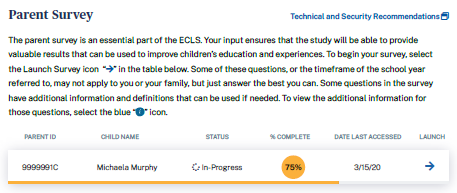 Parent Survey
Technical and Security Recommendations
The parent survey is an essential part of the ECLS. Your input ensures that the study will be able to provide
valuable results that can be used to improve children's education and experiences. To begin your survey, select
the Launch Survey icon "→" in the table below. Some of these questions, or the timeframe of the school year
referred to, may not apply to you or your family, but just answer the best you can. Some questions in the survey
have additional information and definitions that can be used if needed. To view the additional information for
those questions, select the blue "i" icon.
PARENT ID CHILD NAME STATUS % COMPLETE DATE LAST ACCESSED LAUNCH
9999991C Michaela Murphy In-Progress 75% 3/15/20 →